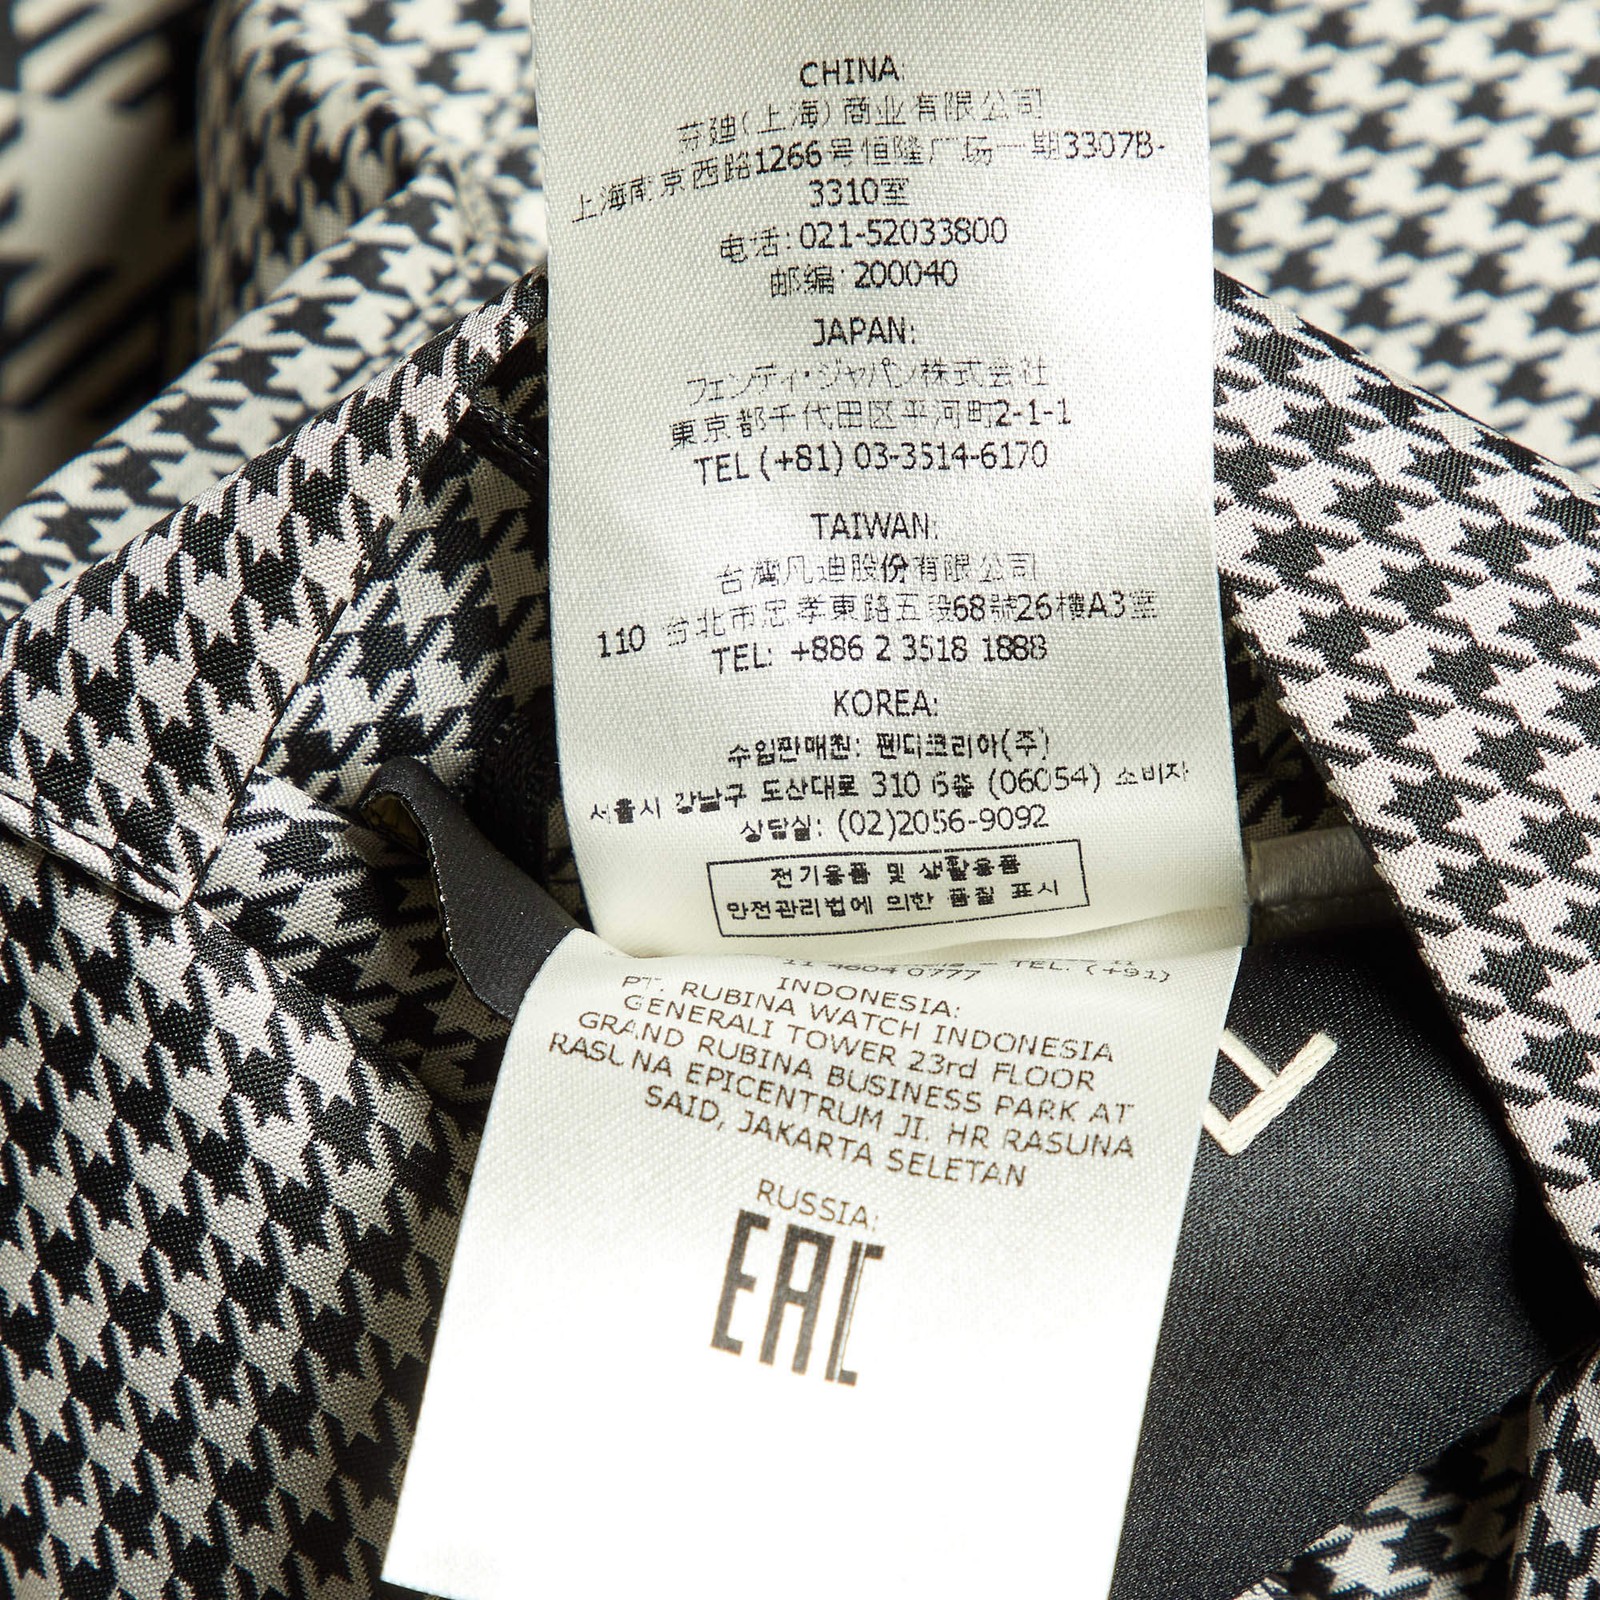 CHINA:
芬迪(上海)商业有限公司
上海南京西路1266号恒隆广场一期3307B-
3310室
电话:021-52033800
邮编:200040
JAPAN:
フェンディ・ジャパン株式会社
東京都千代田区平河町2-1-1
TEL (+81) 03-3514-6170
TAIWAN:
台灣凡迪股份有限公司
110 台北市忠孝東路五段68號26樓A3室
TEL: +886 2 3518 1888
KOREA:
수입판매원: 펜디코리아(주)
서울시 강남구 도산대로 310 6층 (06054) 소비자
상담실: (02)2056-9092
전기용품 및 생활용품
안전관리법에 의한 품질 표시
11 4604 0777 – TEL. (+91)
INDONESIA:
PT. RUBINA WATCH INDONESIA
GENERALI TOWER 23rd FLOOR
GRAND RUBINA BUSINESS PARK AT
RASUNA EPICENTRUM JI. HR RASUNA
SAID, JAKARTA SELETAN
RUSSIA:
EAC